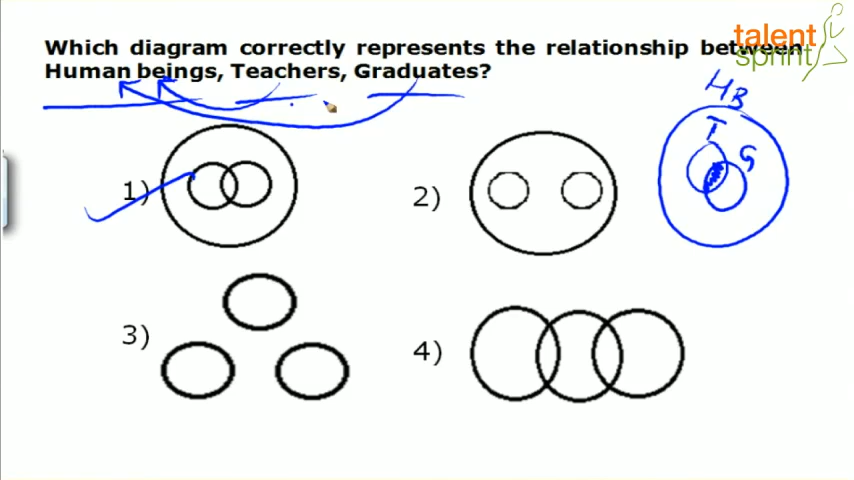 talent
sprint
Which diagram correctly represents the relationship between
Human beings, Teachers, Graduates?
HB
T
G
1)
2)
3)
4)